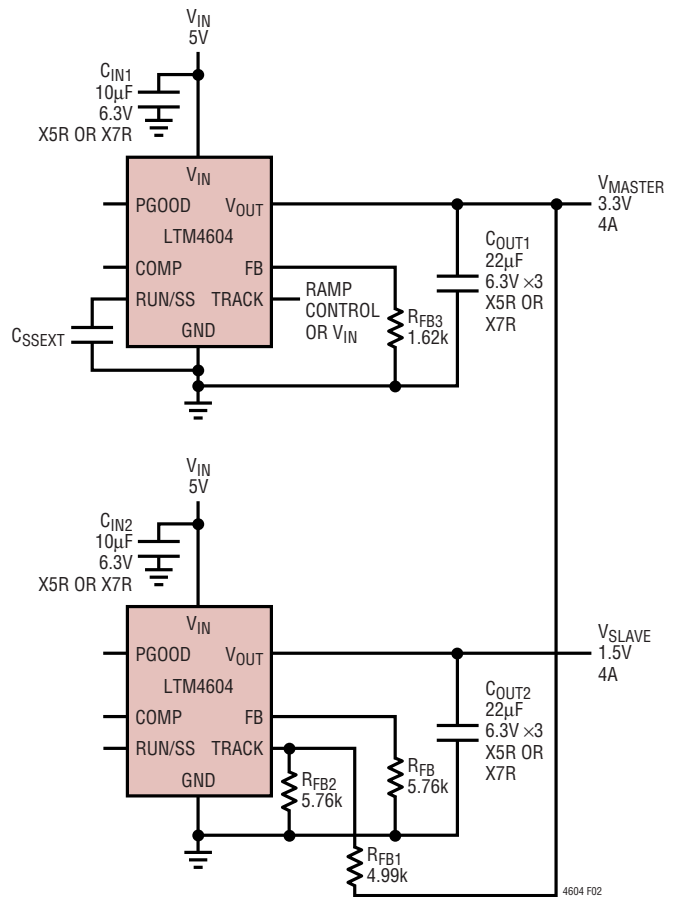 VIN
5V
CIN1
10µF
6.3V
X5R OR X7R
VIN
PGOOD
VOUT
LTM4604
COMP
FB
RUN/SS
TRACK
GND
CSSEXT
RAMP
CONTROL
OR VIN
RFB3
1.62k
COUT1
22µF
6.3V ×3
X5R OR
X7R
VMASTER
3.3V
4A
VIN
5V
CIN2
10µF
6.3V
X5R OR X7R
VIN
PGOOD
VOUT
LTM4604
COMP
FB
RUN/SS
TRACK
GND
RFB2
5.76k
RFB
5.76k
RFB1
4.99k
COUT2
22µF
6.3V ×3
X5R OR
X7R
VSLAVE
1.5V
4A
4604 F02